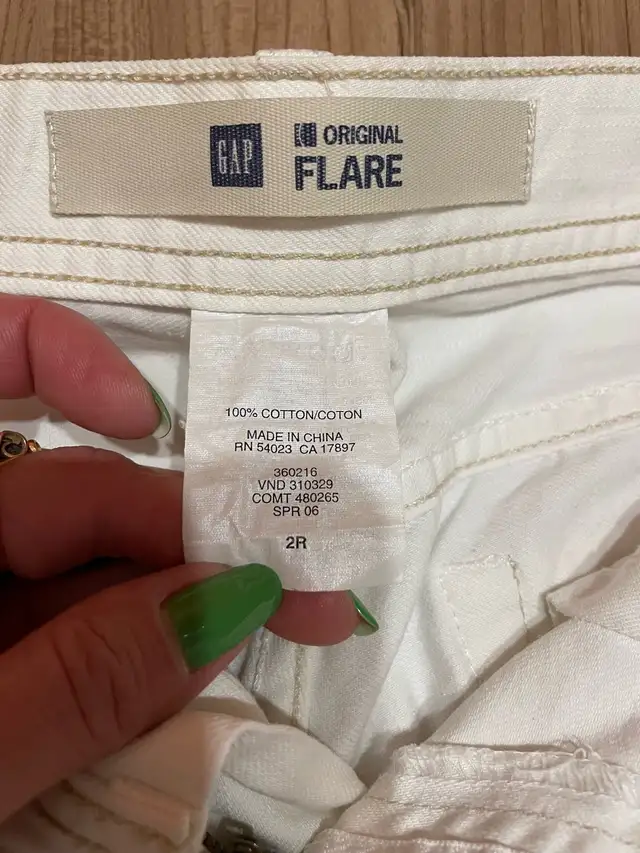 GAP
ORIGINAL
FLARE
100% COTTON/COTON
MADE IN CHINA
RN 54023 CA 17897
360216
VND 310329
COMT 480265
SPR 06
2R